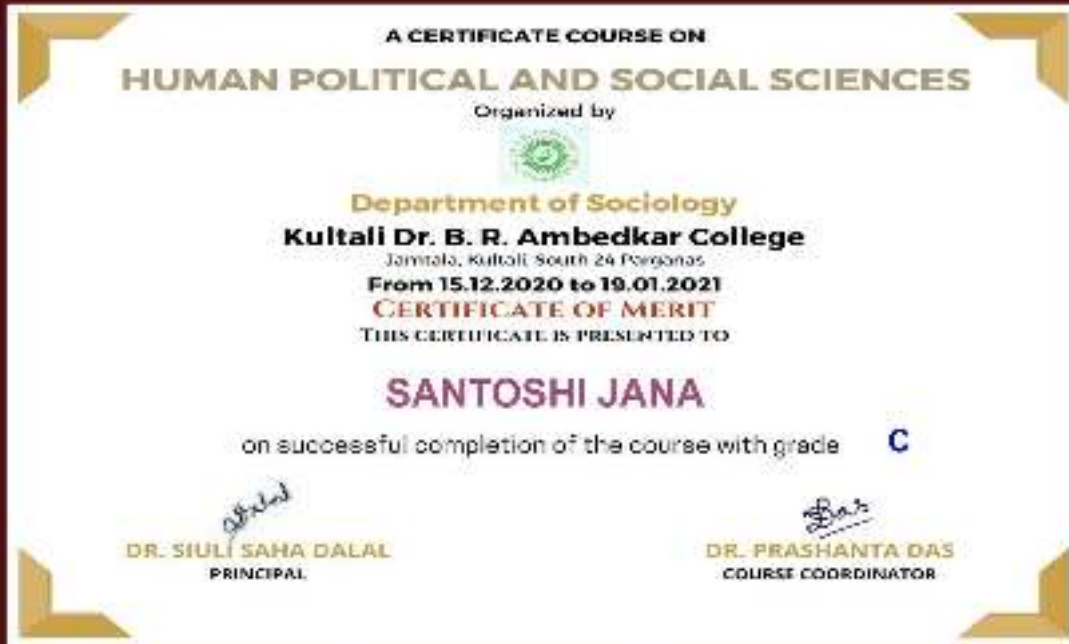 A CERTIFICATE COURSE ON
HUMAN POLITICAL AND SOCIAL SCIENCES
Organized by
Department of Sociology
Kultali Dr. B. R. Ambedkar College
Jamtala, Kultali, South 24 Parganas
From 15.12.2020 to 19.01.2021
CERTIFICATE OF MERIT
THIS CERTIFICATE IS PRESENTED TO
SANTOSHI JANA
on successful completion of the course with grade C
Dalal Das
DR. SIULI SAHA DALAL DR. PRASHANTA DAS
PRINCIPAL COURSE COORDINATOR